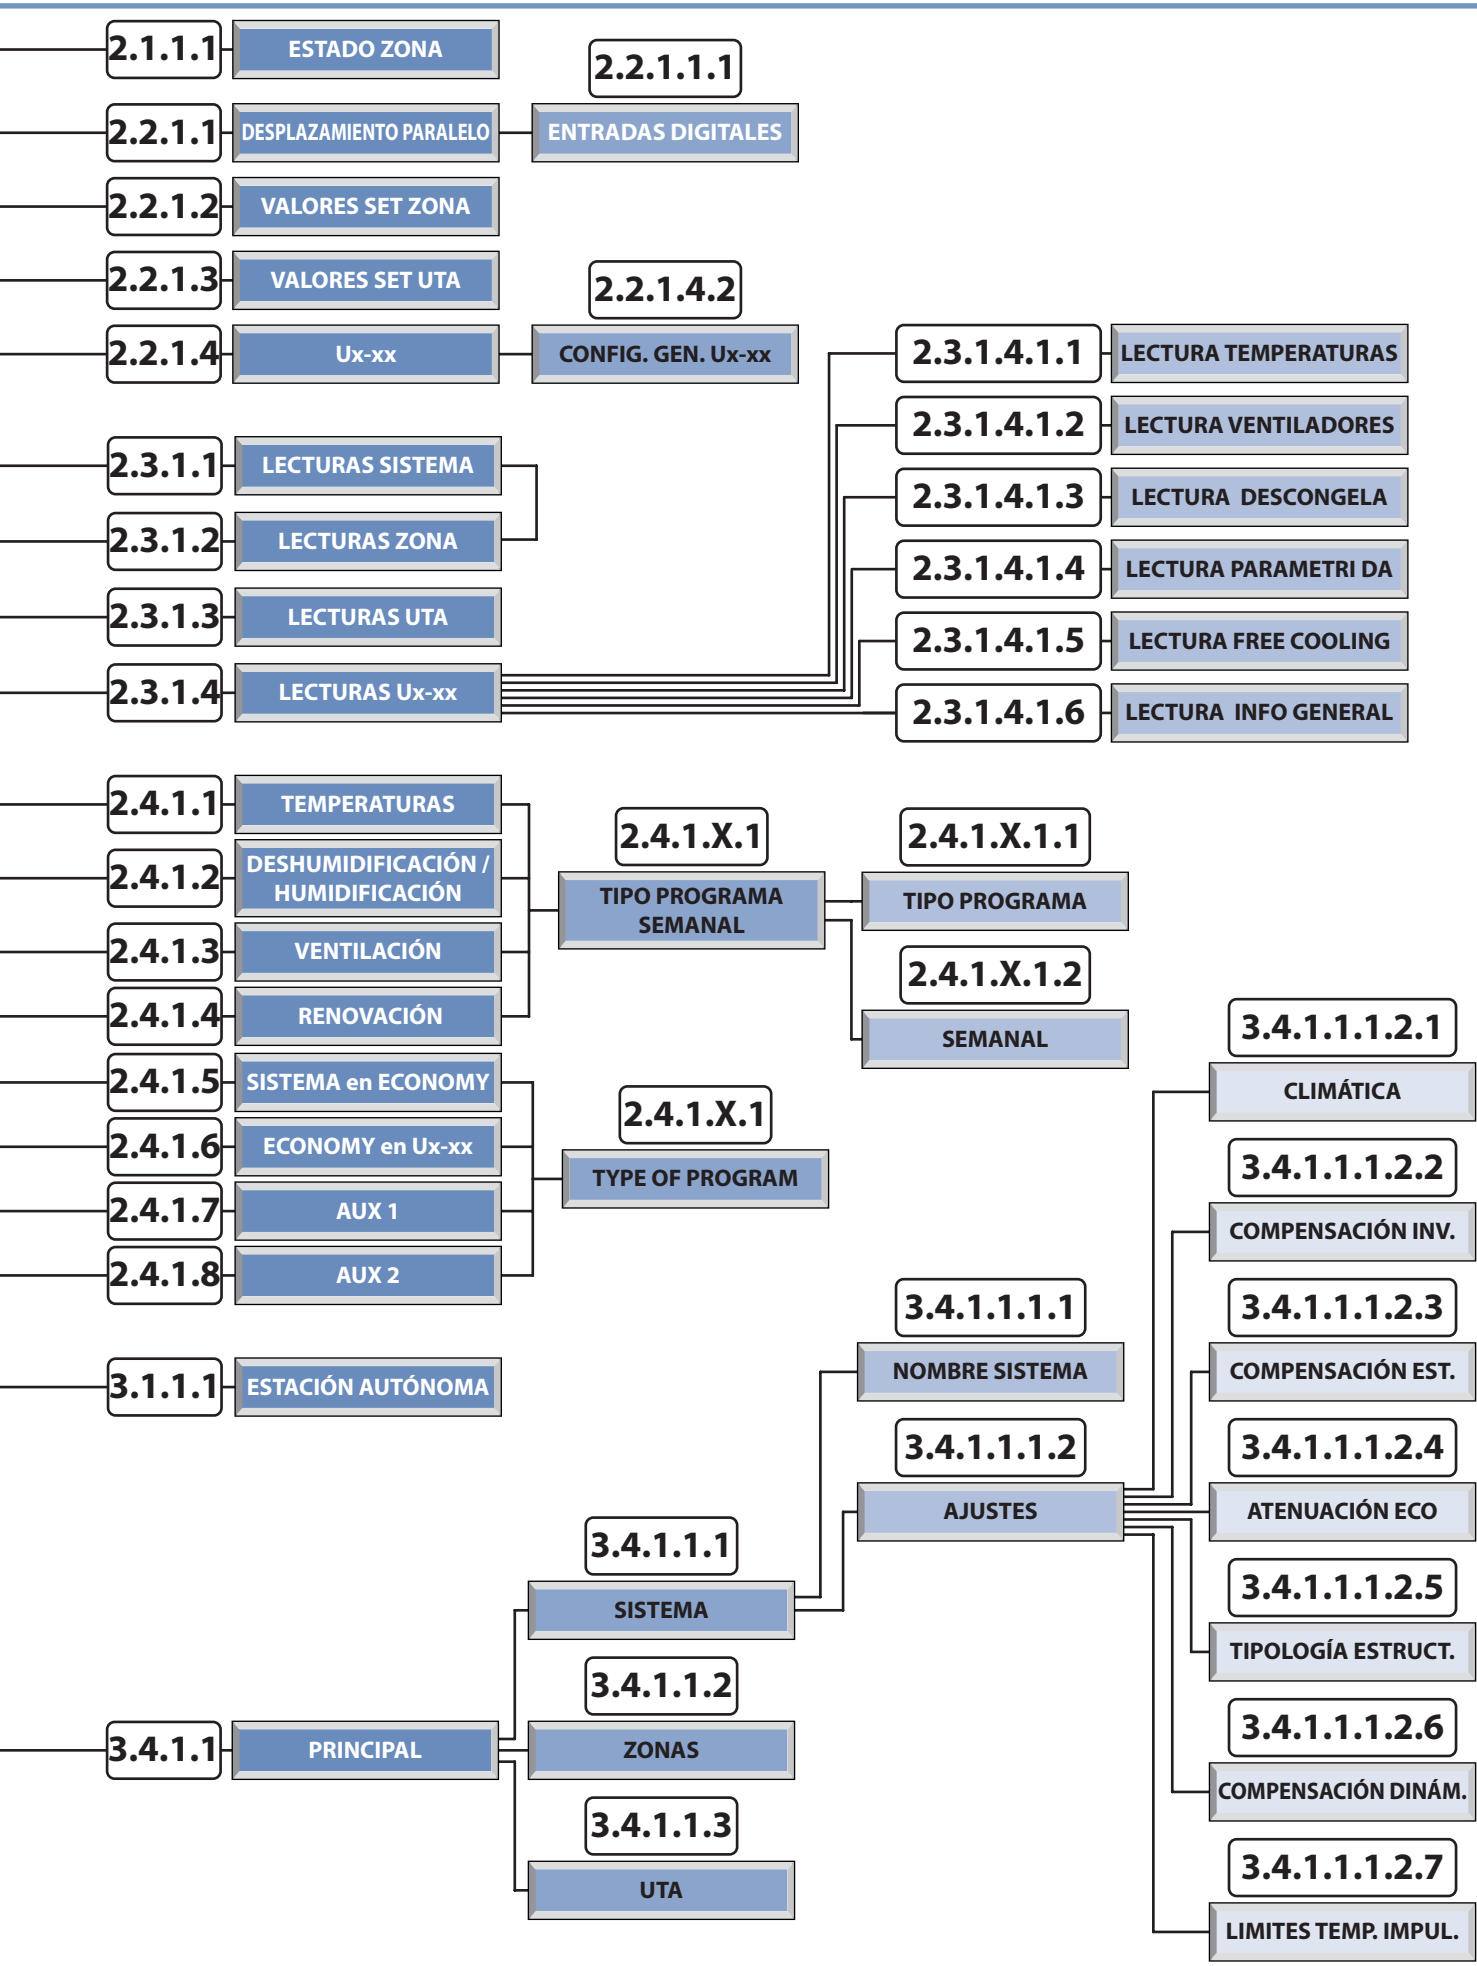 2.1.1.1
ESTADO ZONA
2.2.1.1.1
2.2.1.1
DESPLAZAMIENTO PARALELO
ENTRADAS DIGITALES
2.2.1.2
VALORES SET ZONA
2.2.1.3
VALORES SET UTA
2.2.1.4.2
2.2.1.4
Ux-xx
CONFIG. GEN. Ux-xx
2.3.1.4.1.1
LECTURA TEMPERATURAS
2.3.1.4.1.2
LECTURA VENTILADORES
2.3.1.1
LECTURAS SISTEMA
2.3.1.4.1.3
LECTURA DESCONGELA
2.3.1.2
LECTURAS ZONA
2.3.1.4.1.4
LECTURA PARAMETRI DA
2.3.1.3
LECTURAS UTA
2.3.1.4.1.5
LECTURA FREE COOLING
2.3.1.4
LECTURAS Ux-xx
2.3.1.4.1.6
LECTURA INFO GENERAL
2.4.1.1
TEMPERATURAS
2.4.1.X.1
2.4.1.X.1.1
2.4.1.2
DESHUMIDIFICACIÓN /
HUMIDIFICACIÓN
TIPO PROGRAMA
SEMANAL
TIPO PROGRAMA
2.4.1.3
VENTILACIÓN
2.4.1.X.1.2
2.4.1.4
RENOVACIÓN
SEMANAL
3.4.1.1.1.2.1
CLIMÁTICA
2.4.1.5
SISTEMA en ECONOMY
2.4.1.X.1
2.4.1.6
ECONOMY en Ux-xx
TYPE OF PROGRAM
3.4.1.1.1.2.2
COMPENSACIÓN INV.
2.4.1.7
AUX 1
2.4.1.8
AUX 2
3.4.1.1.1.1
NOMBRE SISTEMA
3.4.1.1.1.2.3
COMPENSACIÓN EST.
3.1.1.1
ESTACIÓN AUTÓNOMA
3.4.1.1.1.2
AJUSTES
3.4.1.1.1.2.4
ATENUACIÓN ECO
3.4.1.1.1
SISTEMA
3.4.1.1.1.2.5
TIPOLOGÍA ESTRUCT.
3.4.1.1.2
ZONAS
3.4.1.1
PRINCIPAL
3.4.1.1.1.2.6
COMPENSACIÓN DINÁM.
3.4.1.1.3
UTA
3.4.1.1.1.2.7
LIMITES TEMP. IMPUL.